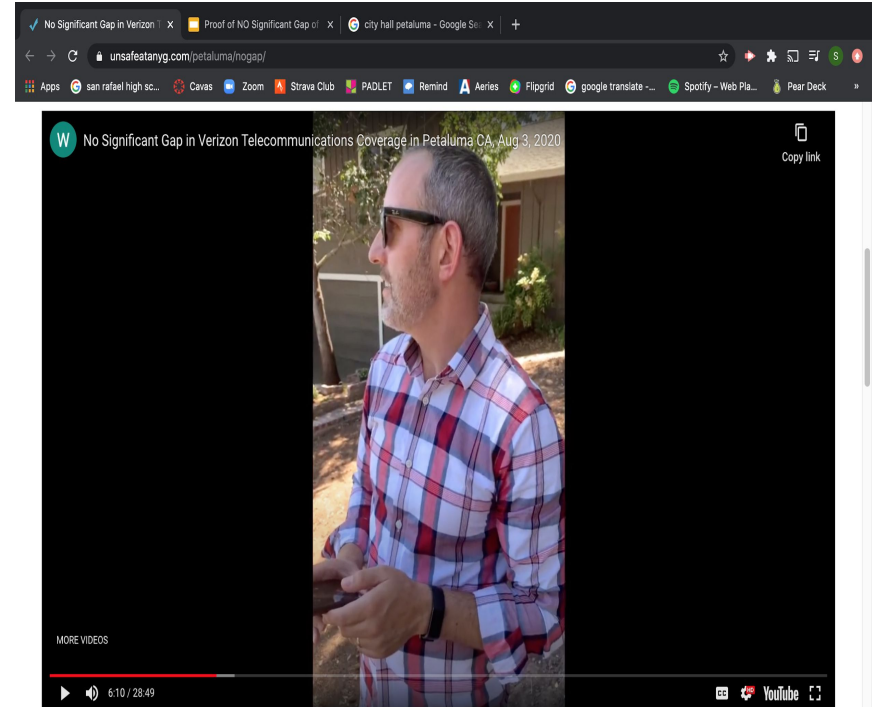 No Significant Gap in Verizon T
Proof of NO Significant Gap of
city hall petaluma - Google Sea
unsafeatanyg.com/petaluma/nogap/
S
Apps
san rafael high sc...
Cavas
Zoom
Strava Club
PADLET
Remind
Aeries
Flipgrid
google translate -...
Spotify – Web Pla...
Pear Deck
»
W No Significant Gap in Verizon Telecommunications Coverage in Petaluma CA, Aug 3, 2020
Copy link
MORE VIDEOS
6:10 / 28:49
CC
HD
YouTube